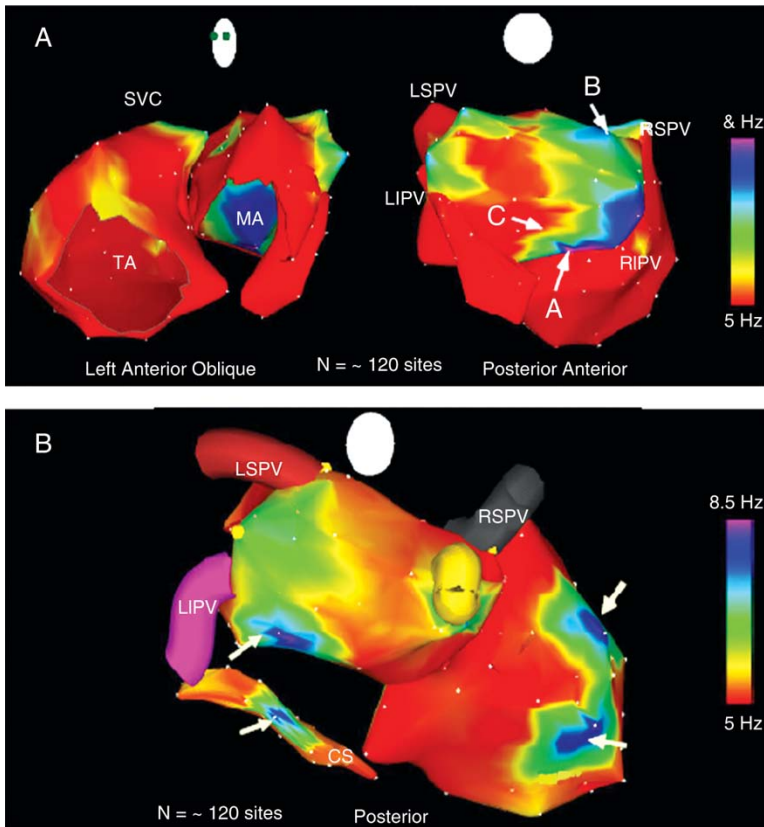 A
SVC
LSPV
B
RSPV
& Hz
LIPV
MA
C
TA
RIPV
A
5 Hz
Left Anterior Oblique
N = ~ 120 sites
Posterior Anterior
B
LSPV
8.5 Hz
RSPV
LIPV
CS
5 Hz
N = ~ 120 sites
Posterior